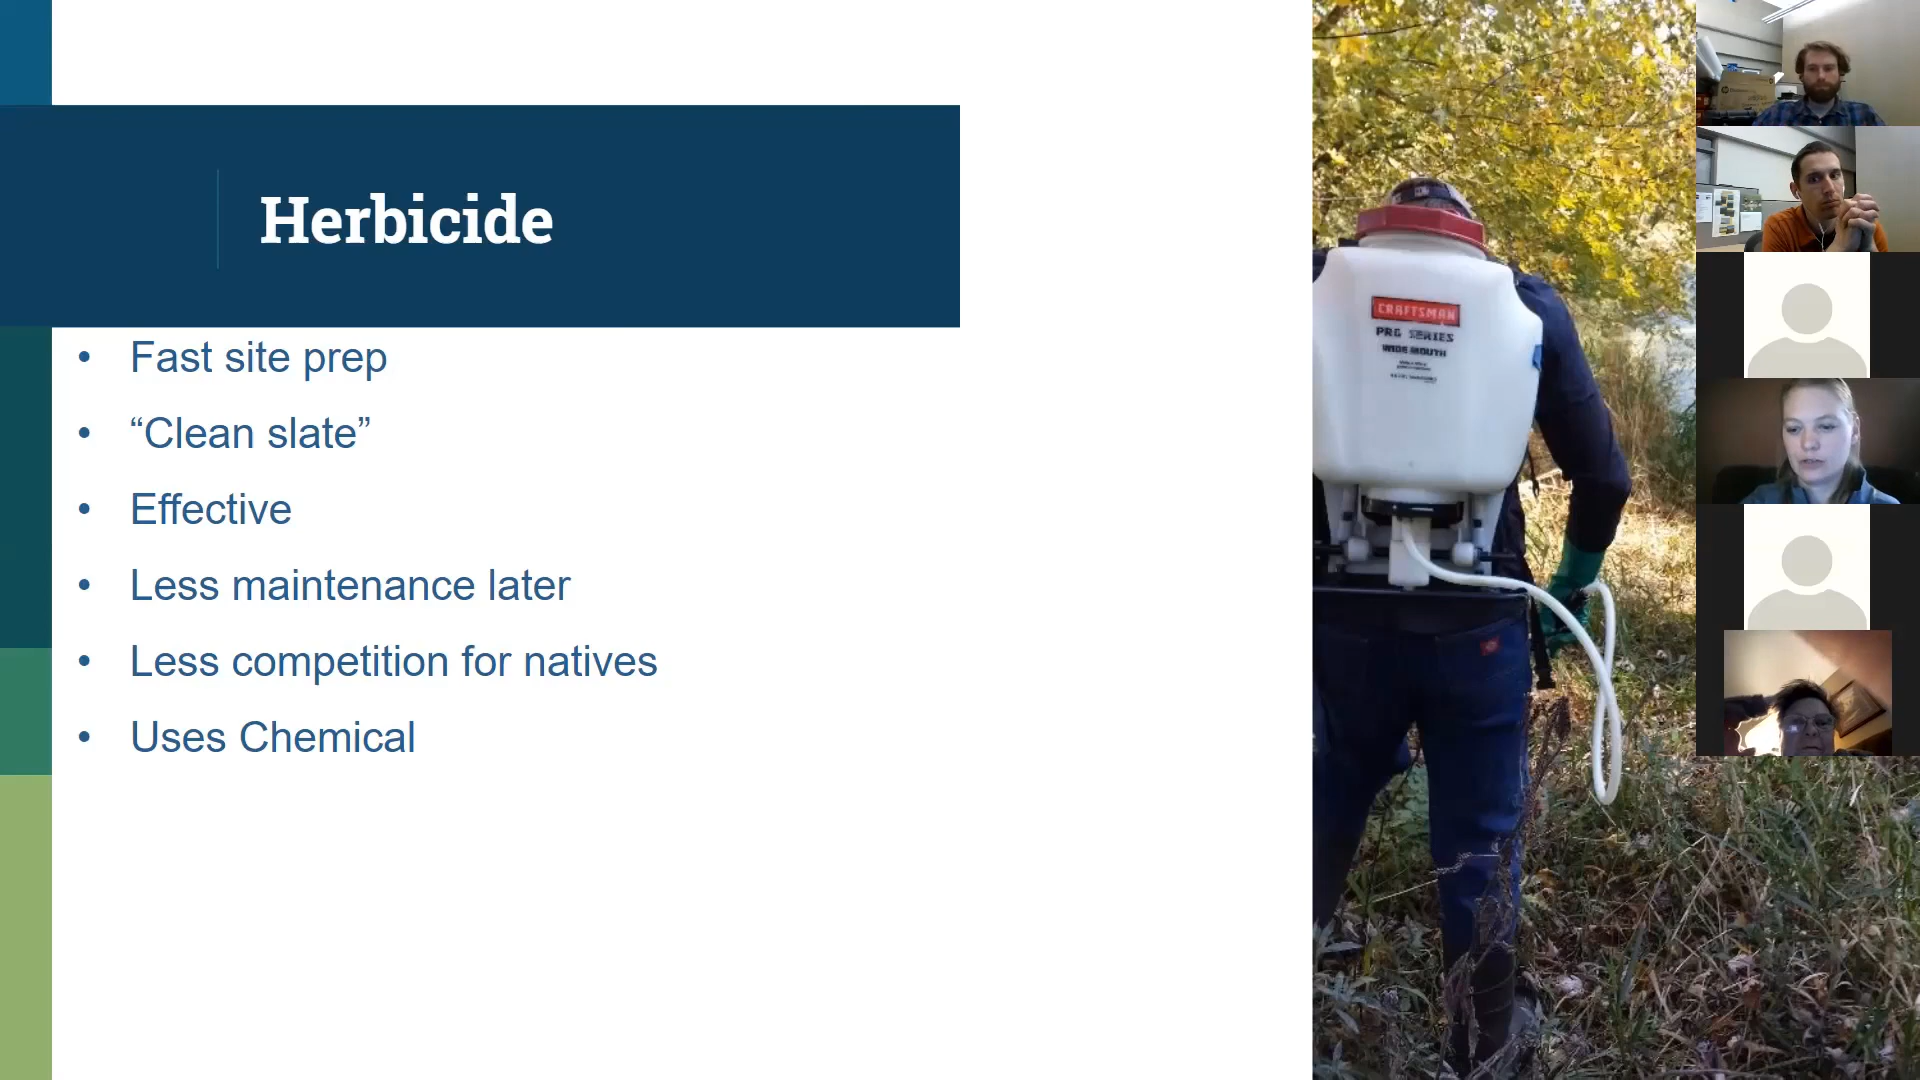 Herbicide
• Fast site prep
• “Clean slate”
• Effective
• Less maintenance later
• Less competition for natives
• Uses Chemical
CRAFTSMAN
PRO SERIES
WIDE MOUTH